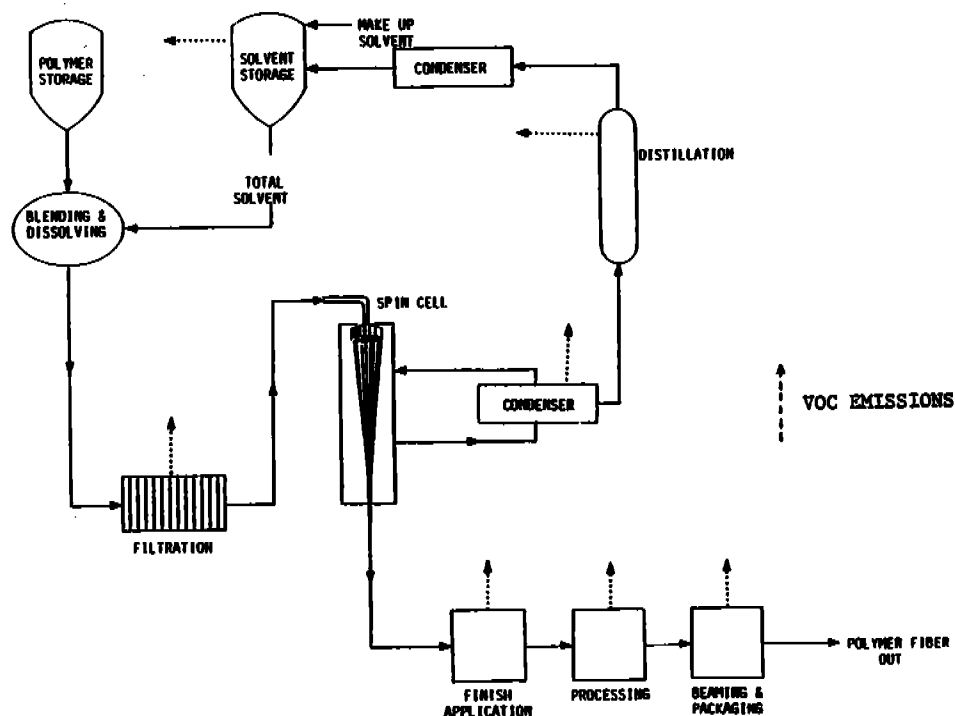 MAKE UP
SOLVENT
POLYMER
STORAGE
SOLVENT
STORAGE
CONDENSER
DISTILLATION
TOTAL
SOLVENT
BLENDING &
DISSOLVING
SPIN CELL
CONDENSER
VOC EMISSIONS
FILTRATION
POLYMER FIBER
OUT
FINISH
APPLICATION
PROCESSING
BEAMING &
PACKAGING